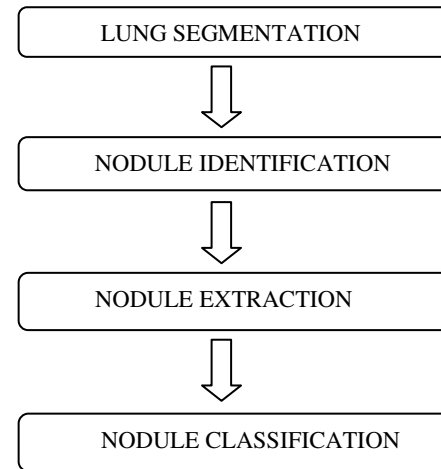 LUNG SEGMENTATION
NODULE IDENTIFICATION
NODULE EXTRACTION
NODULE CLASSIFICATION